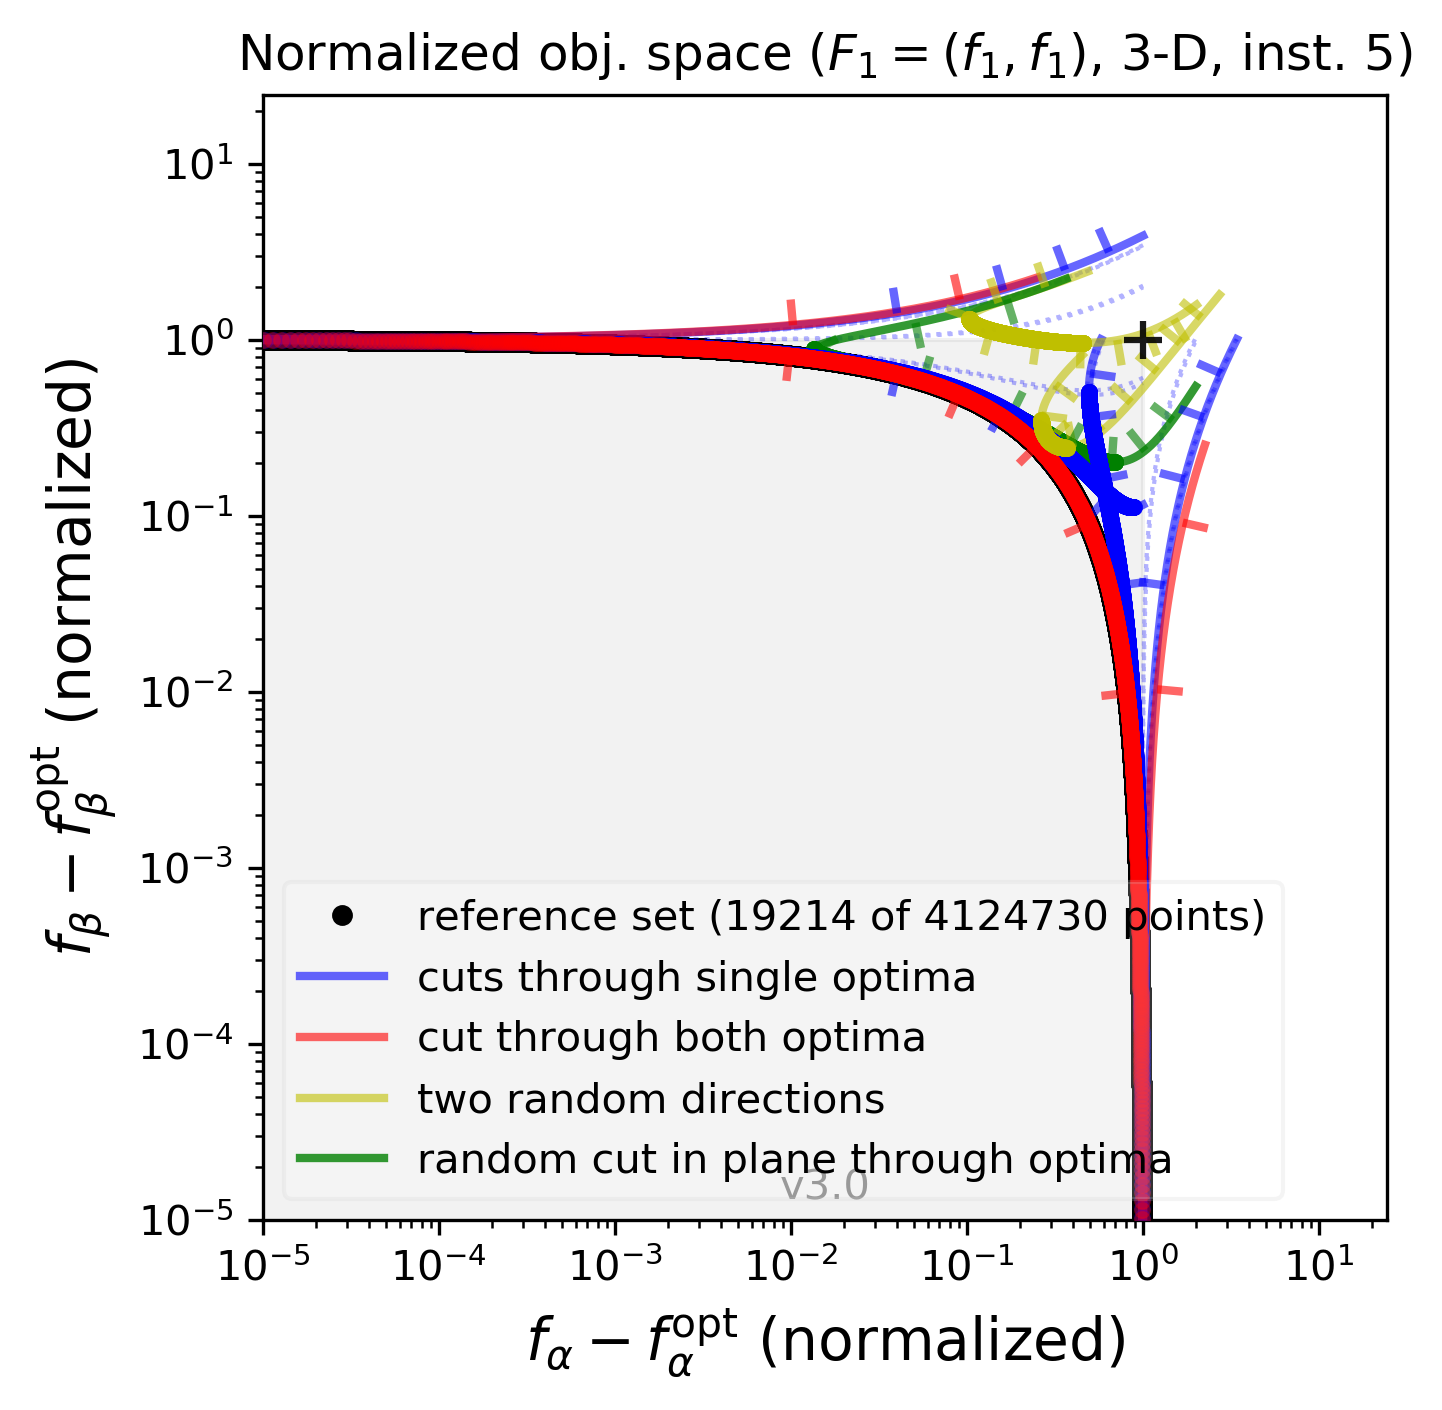 Normalized obj. space (F₁ = (f₁, f₁), 3-D, inst. 5)
f_β − f_β^opt (normalized)
10¹
10⁰
10⁻¹
10⁻²
10⁻³
10⁻⁴
10⁻⁵
reference set (19214 of 4124730 points)
cuts through single optima
cut through both optima
two random directions
random cut in plane through optima
v3.0
10⁻⁵ 10⁻⁴ 10⁻³ 10⁻² 10⁻¹ 10⁰ 10¹
f_α − f_α^opt (normalized)